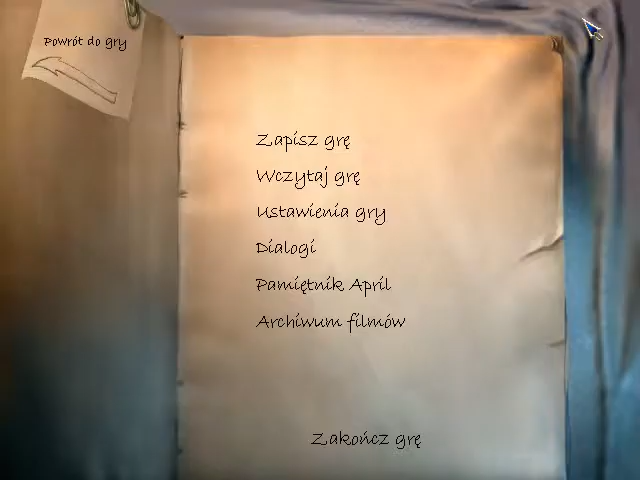 Powrót do gry
Zapisz grę
Wczytaj grę
Ustawienia gry
Dialogi
Pamiętnik April
Archiwum filmów
Zakończ grę